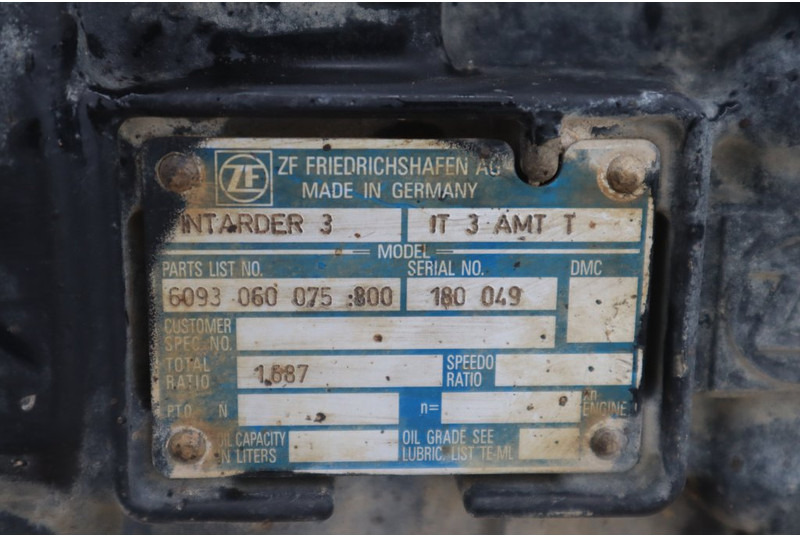 ZF ZF FRIEDRICHSHAFEN AG
MADE IN GERMANY
INTARDER 3 IT 3 AMT T
MODEL
PARTS LIST NO. SERIAL NO. DMC
6093 060 075 :800 180 049
CUSTOMER
SPEC. NO.
TOTAL RATIO 1,687 SPEEDO RATIO
P.T.O. N n= xn ENGINE
OIL CAPACITY IN LITERS OIL GRADE SEE
LUBRIC. LIST TE-ML